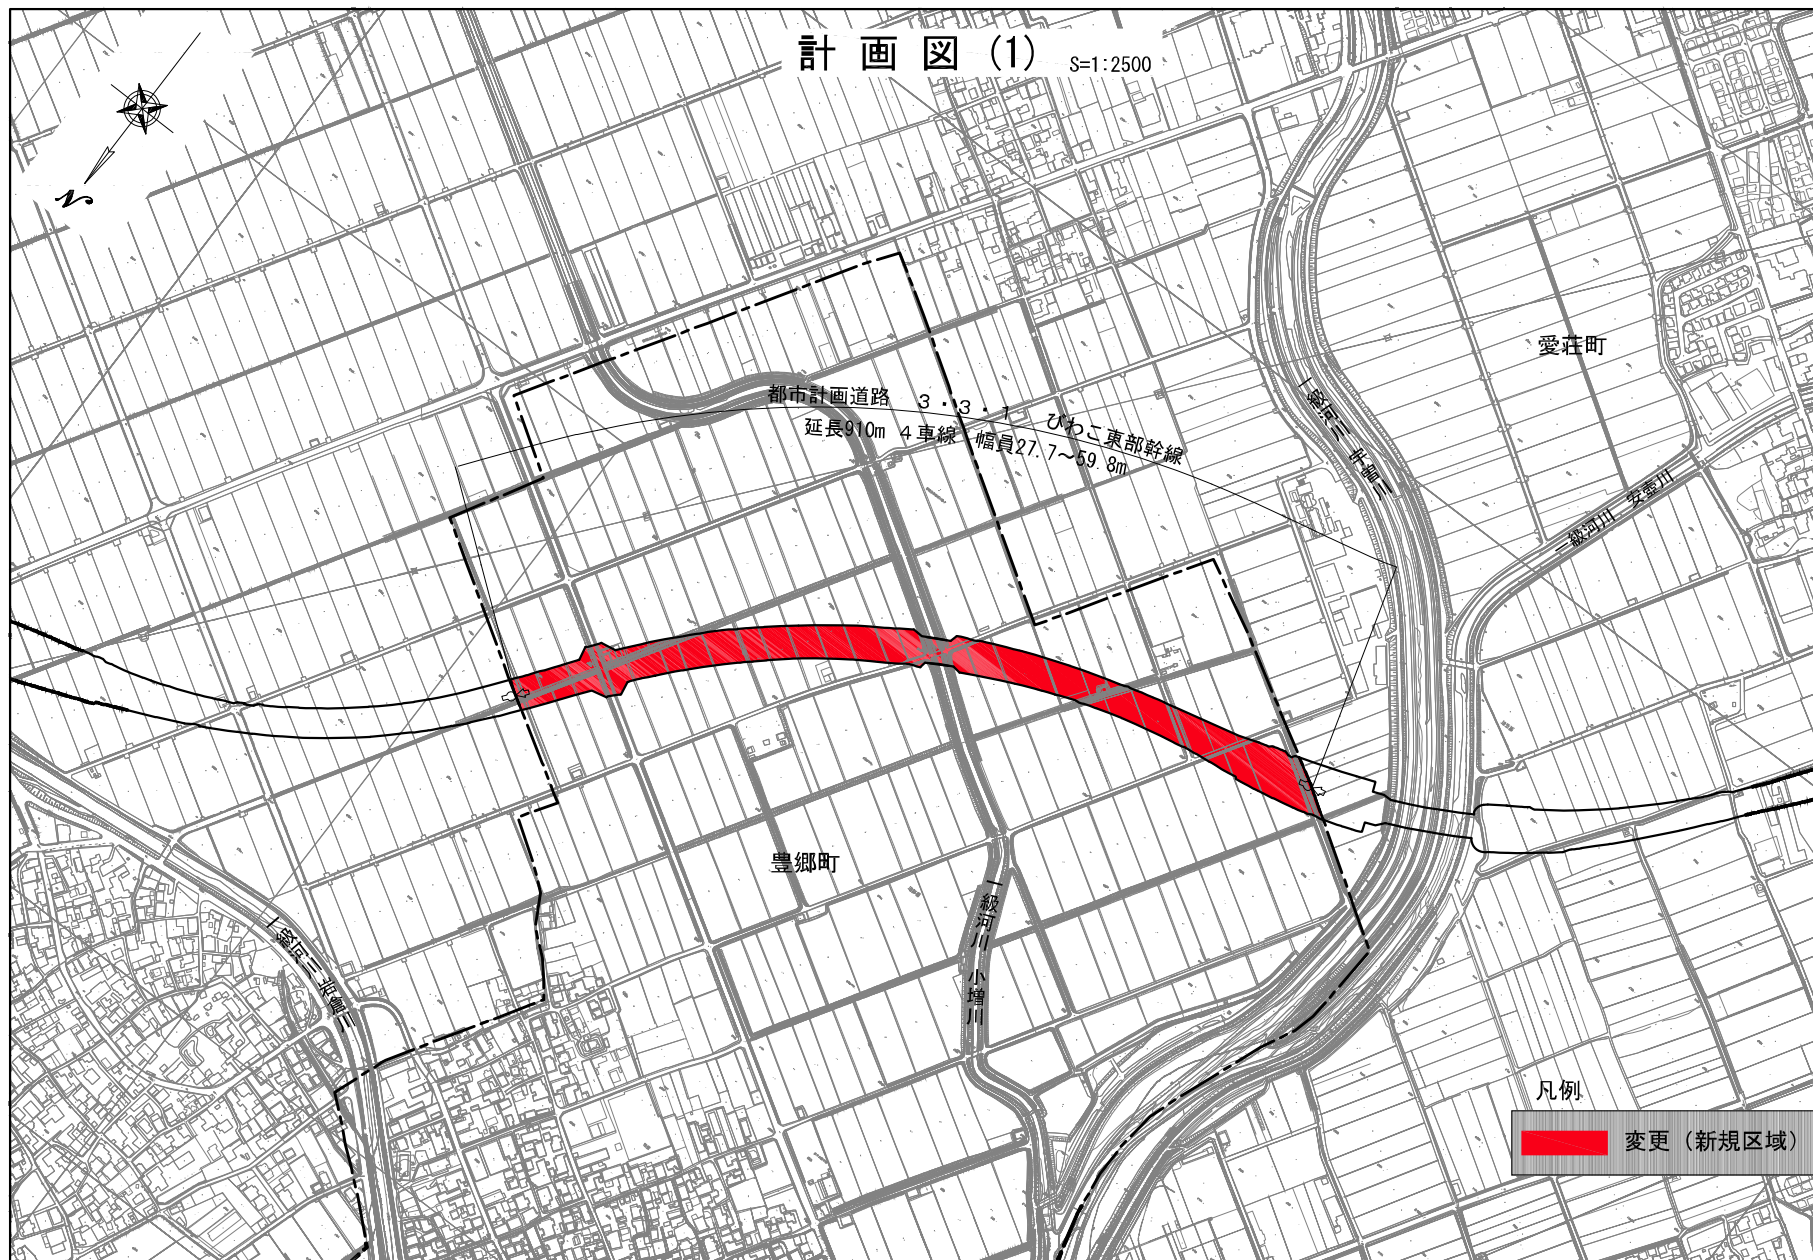 計画図(1) S=1:2500
N
都市計画道路 3・3・1 びわこ東部幹線
延長910m 4車線 幅員27.7～59.8m
愛荘町
一級河川 宇曽川
一級河川 安壺川
豊郷町
一級河川 小増川
一級河川 岩倉川
凡例
変更（新規区域）